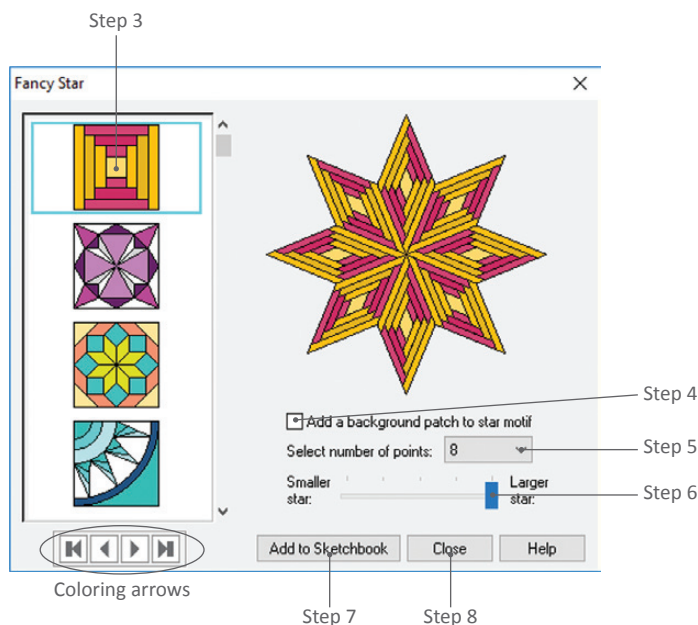 Step 3
Fancy Star
Step 4
Add a background patch to star motif
Select number of points: 8
Step 5
Smaller star:
Larger star:
Step 6
Add to Sketchbook
Close
Help
Coloring arrows
Step 7
Step 8